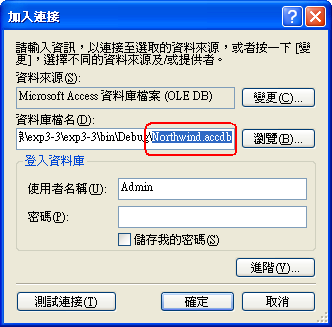 加入連接
請輸入資訊，以連接至選取的資料來源，或者按一下 [變
更]，選擇不同的資料來源及/或提供者。
資料來源(S):
Microsoft Access 資料庫檔案 (OLE DB)
變更(C)...
資料庫檔名(D):
\exp3-3\exp3-3\bin\Debug\Northwind.accdb
瀏覽(B)...
登入資料庫
使用者名稱(U):
Admin
密碼(P):
儲存我的密碼(S)
進階(V)...
測試連接(T)
確定
取消